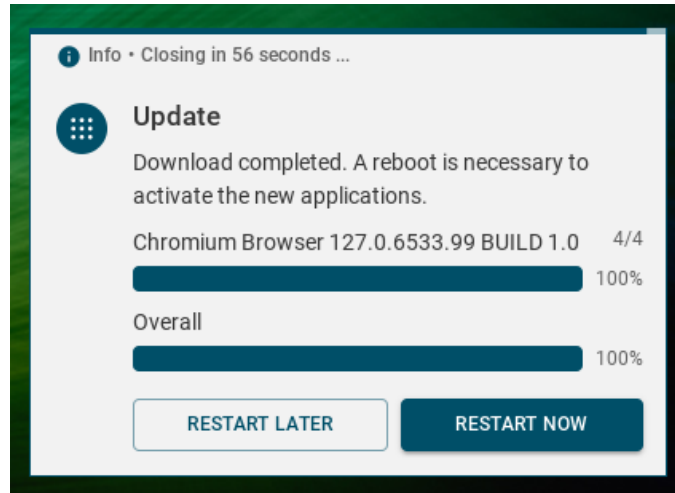 Info • Closing in 56 seconds ...
Update
Download completed. A reboot is necessary to
activate the new applications.
Chromium Browser 127.0.6533.99 BUILD 1.0 4/4
100%
Overall
100%
RESTART LATER RESTART NOW